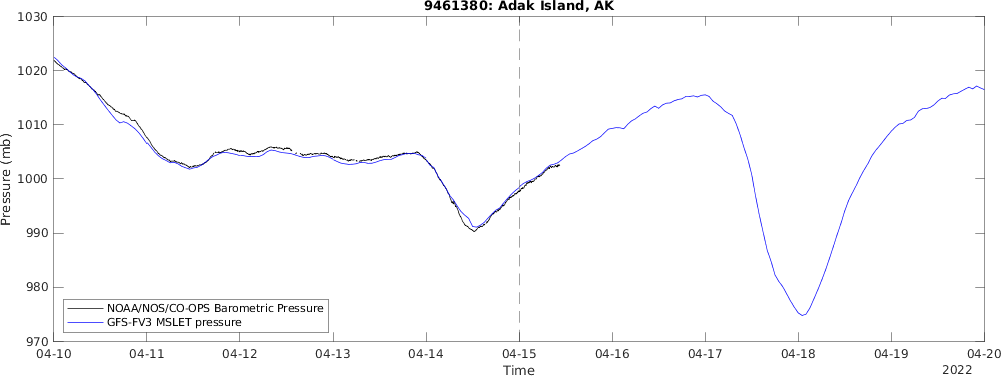 9461380: Adak Island, AK
Pressure (mb)
1030
1020
1010
1000
990
980
970
NOAA/NOS/CO-OPS Barometric Pressure
GFS-FV3 MSLET pressure
04-10 04-11 04-12 04-13 04-14 04-15 04-16 04-17 04-18 04-19 04-20
Time
2022